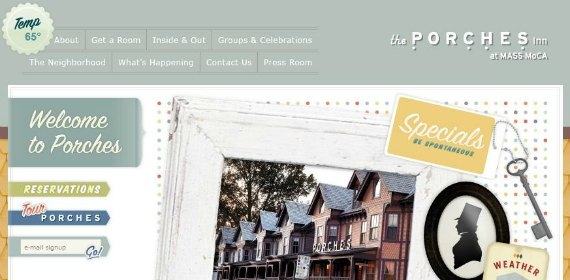 Temp
65°
About
Get a Room
Inside & Out
Groups & Celebrations
the PORCHES Inn
at MASS MoCA
The Neighborhood
What's Happening
Contact Us
Press Room
Welcome
to Porches
Specials
BE SPONTANEOUS
RESERVATIONS
Tour
PORCHES
e-mail signup
Go!
PORCHES
WEATHER